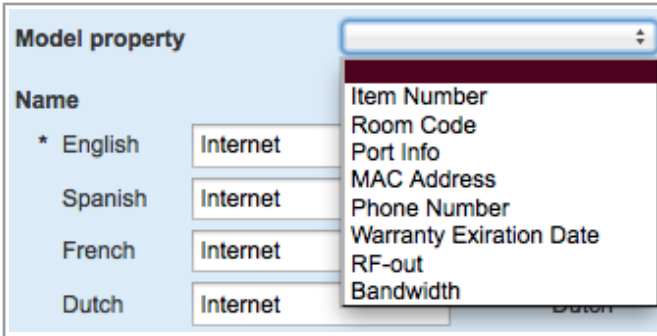 Model property
Name
Item Number
* English Internet
Room Code
Port Info
MAC Address
Spanish Internet
Phone Number
Warranty Exiration Date
French Internet
RF-out
Bandwidth
Dutch Internet Dutch